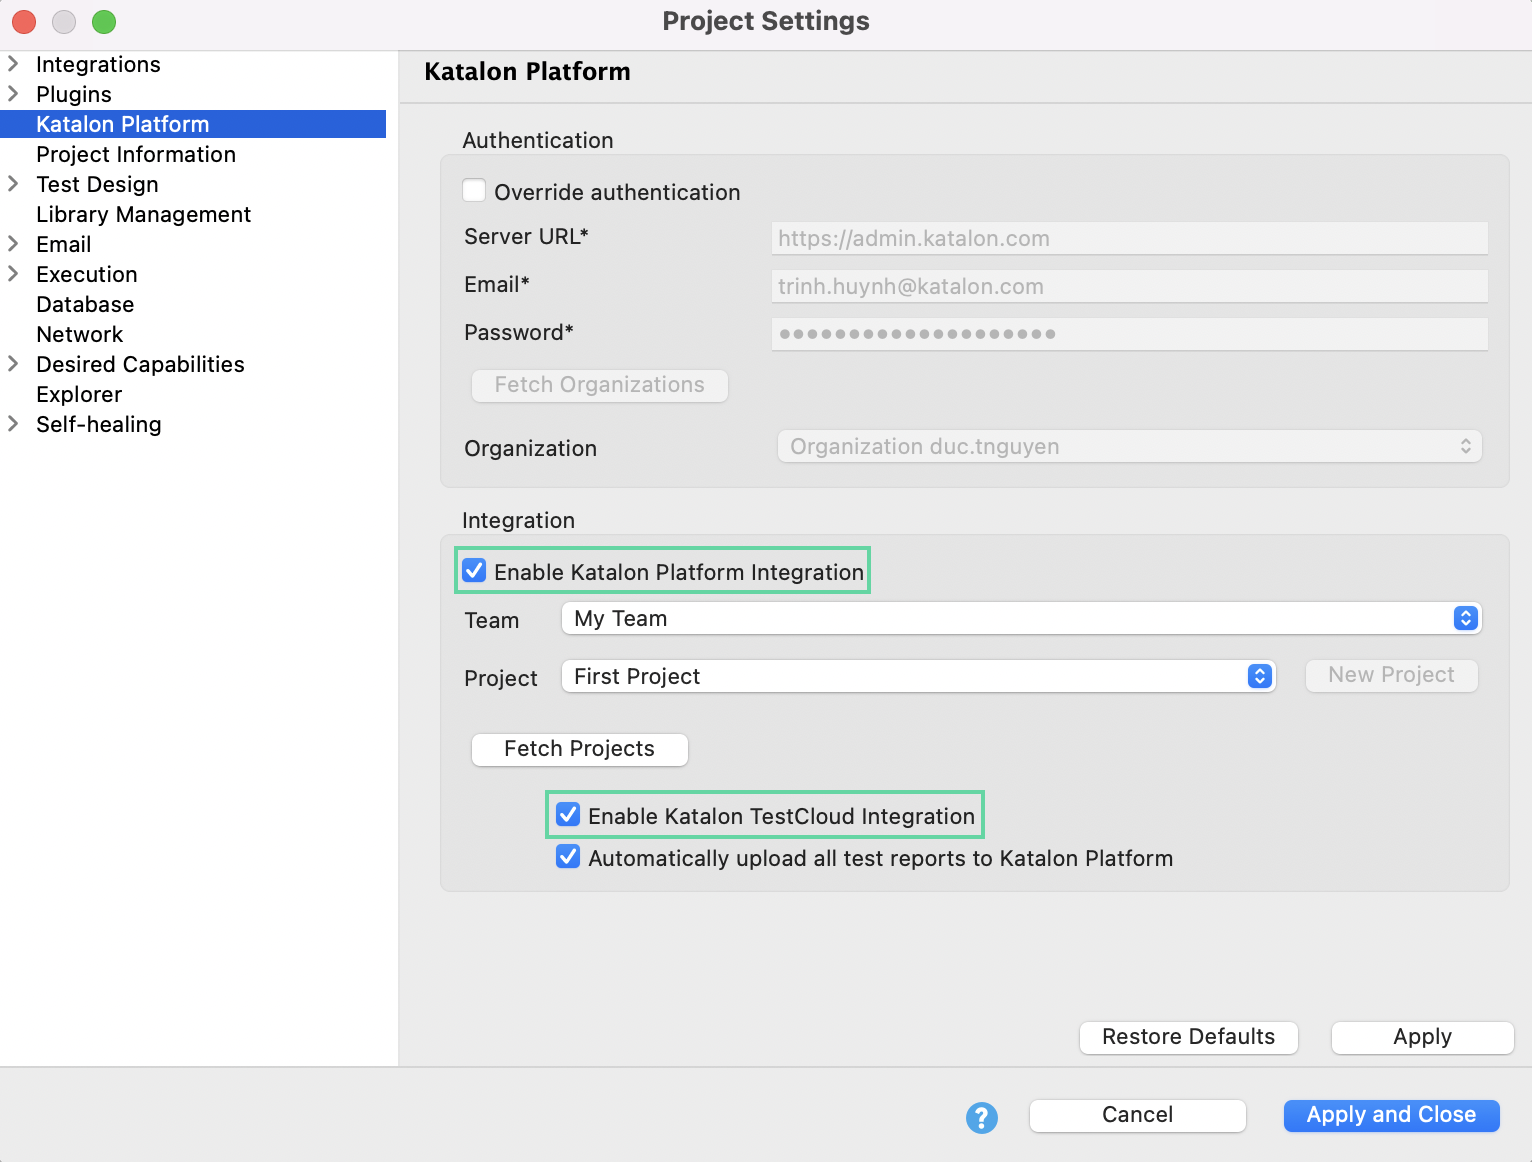 Project Settings
Integrations
Plugins
Katalon Platform
Project Information
Test Design
Library Management
Email
Execution
Database
Network
Desired Capabilities
Explorer
Self-healing
Katalon Platform
Authentication
Override authentication
Server URL* https://admin.katalon.com
Email* trinh.huynh@katalon.com
Password* ●●●●●●●●●●●●●●●●●●●●
Fetch Organizations
Organization Organization duc.tnguyen
Integration
Enable Katalon Platform Integration
Team My Team
Project First Project New Project
Fetch Projects
Enable Katalon TestCloud Integration
Automatically upload all test reports to Katalon Platform
Restore Defaults Apply
? Cancel Apply and Close